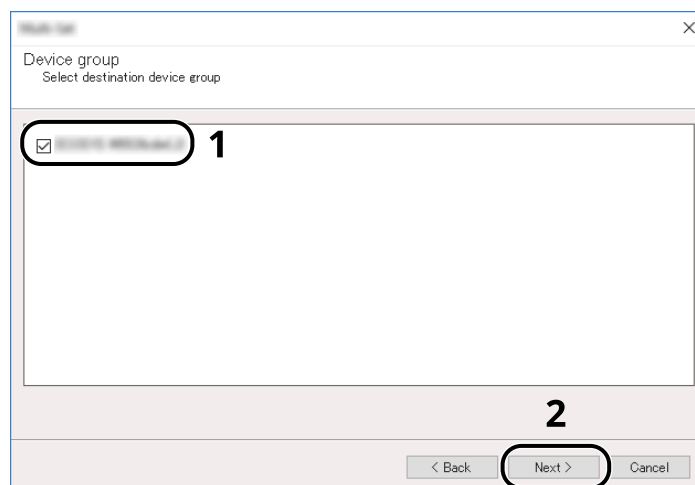 Device group
Select destination device group
1
2
< Back
Next >
Cancel